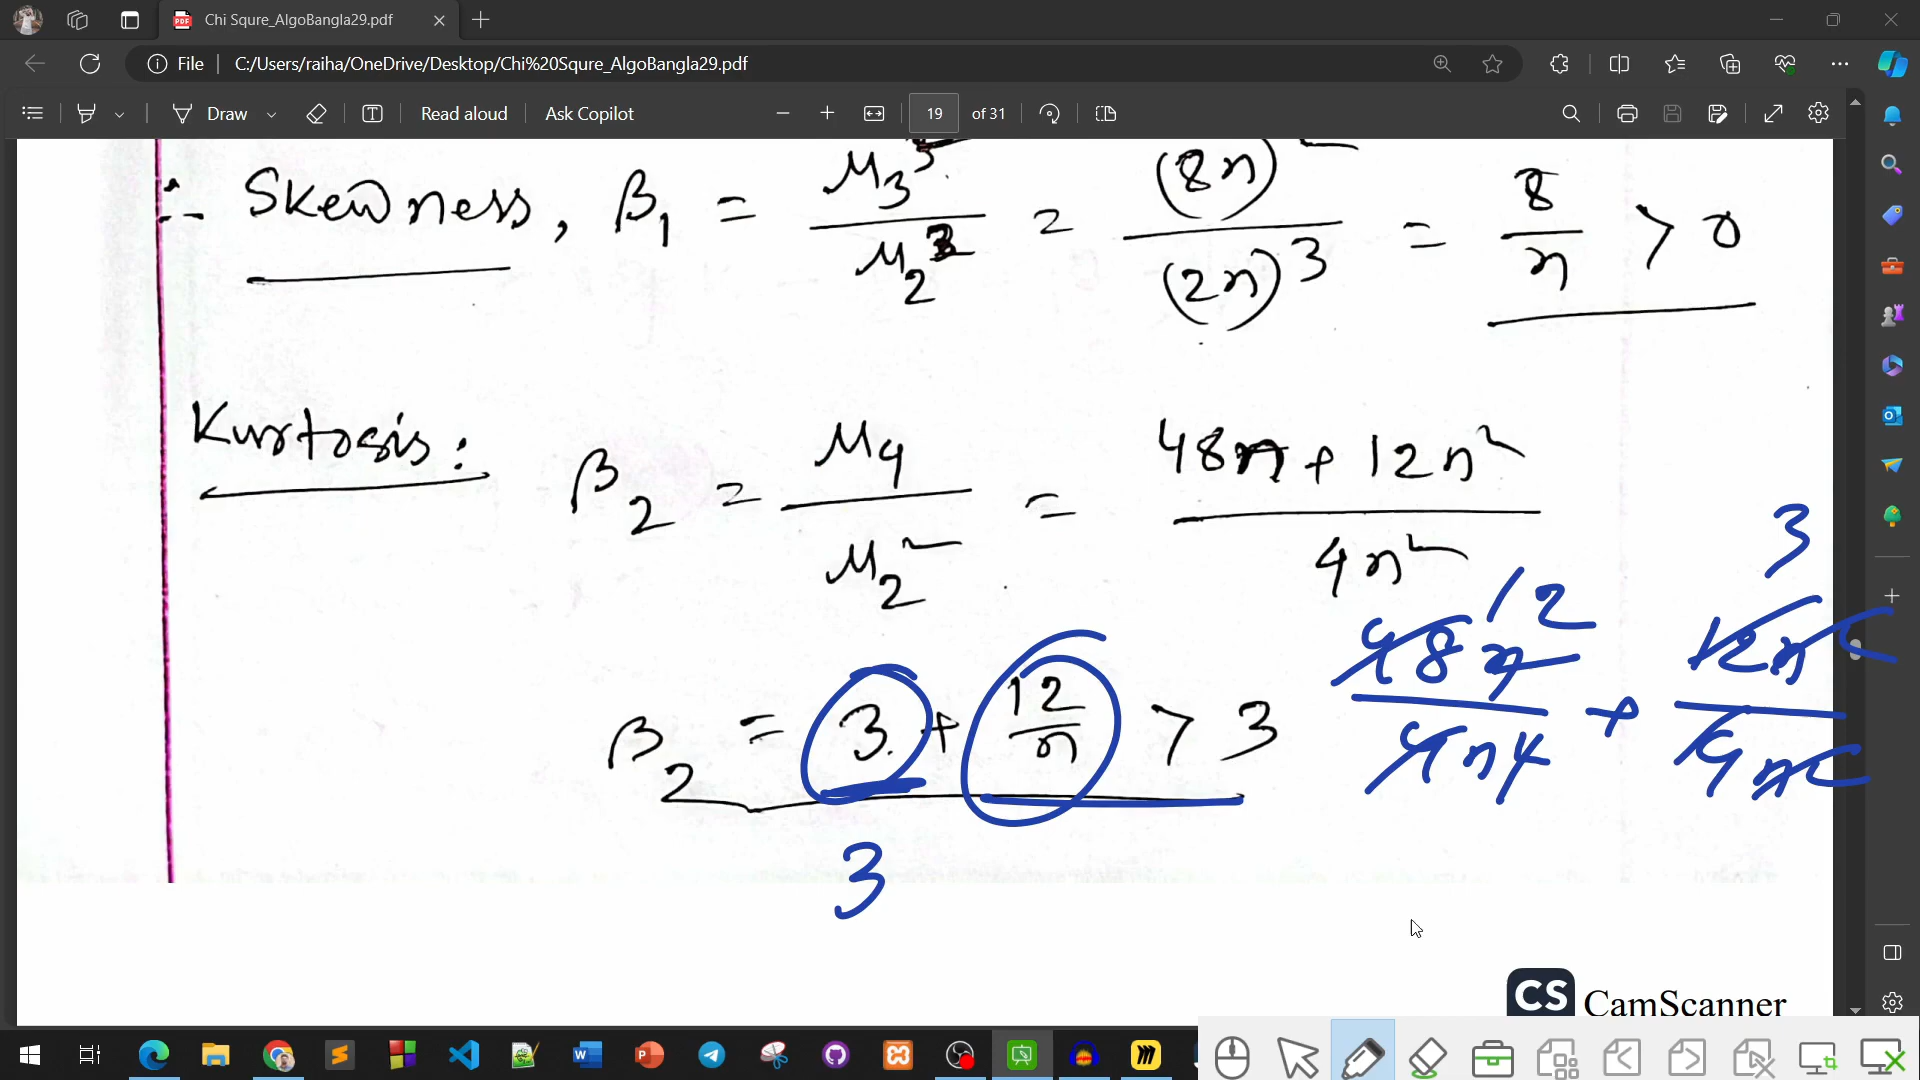 Chi Squre_AlgoBangla29.pdf
File | C:/Users/raiha/OneDrive/Desktop/Chi%20Squre_AlgoBangla29.pdf
Draw Read aloud Ask Copilot 19 of 31
∴ Skewness, β₁ = μ₃² / μ₂³ = (8n)² / (2n)³ = 8/n > 0
Kurtosis: β₂ = μ₄ / μ₂² = 48n + 12n² / 4n²
3
12
48n / 4n² + 12n² / 4n²
β₂ = 3 + 12/n > 3
3
CS CamScanner